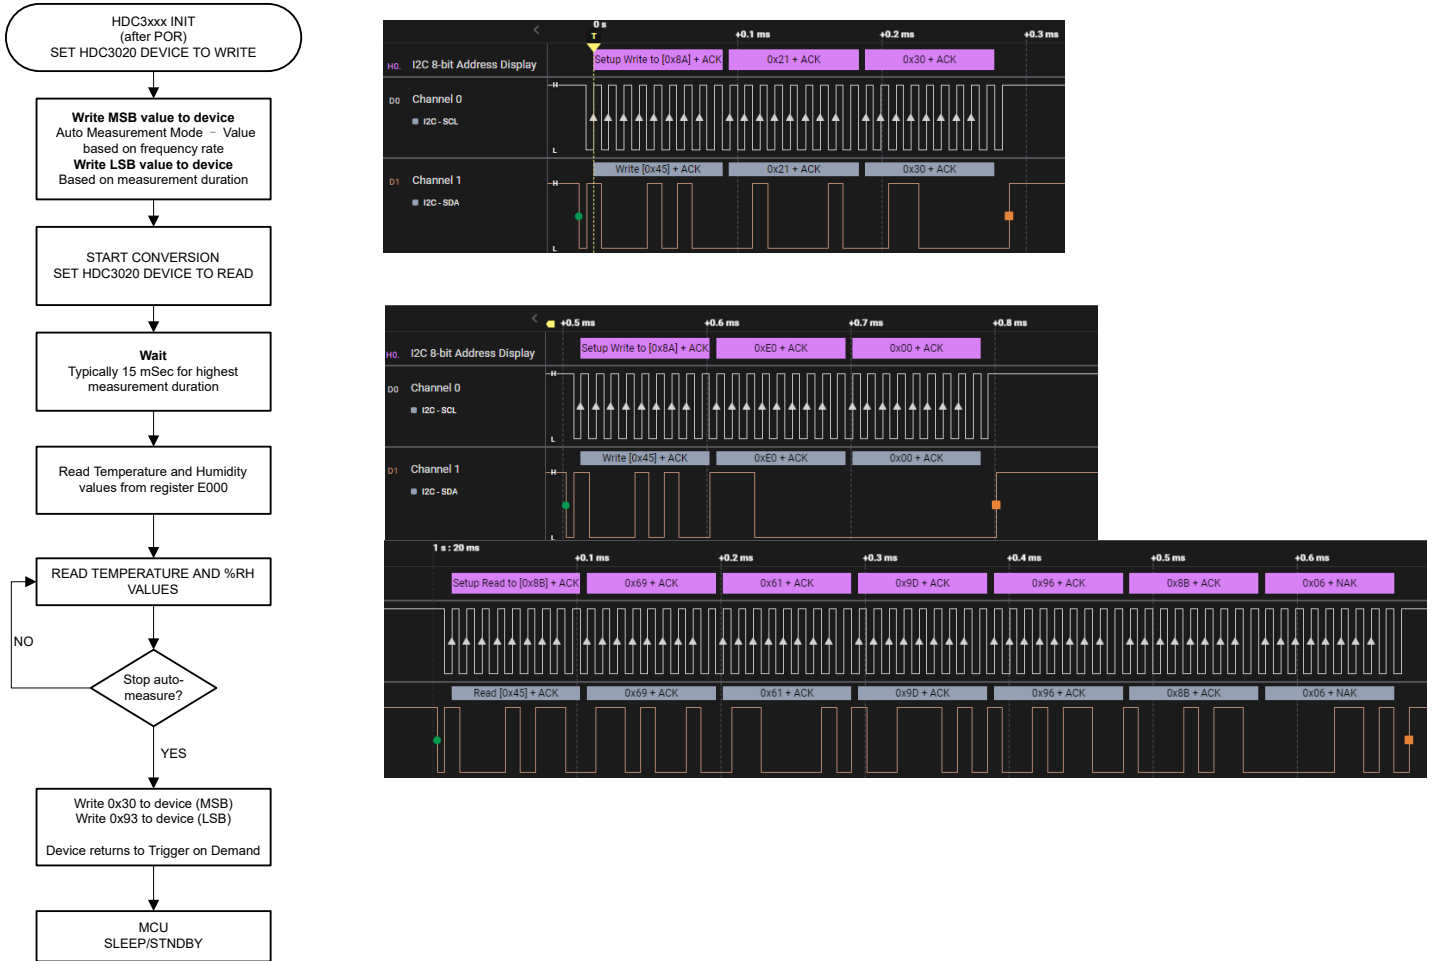 HDC3xxx INIT
(after POR)
SET HDC3020 DEVICE TO WRITE
Write MSB value to device
Auto Measurement Mode – Value
based on frequency rate
Write LSB value to device
Based on measurement duration
START CONVERSION
SET HDC3020 DEVICE TO READ
Wait
Typically 15 mSec for highest
measurement duration
Read Temperature and Humidity
values from register E000
READ TEMPERATURE AND %RH
VALUES
NO
Stop auto-
measure?
YES
Write 0x30 to device (MSB)
Write 0x93 to device (LSB)
Device returns to Trigger on Demand
MCU
SLEEP/STNDBY
0 s
T
+0.1 ms +0.2 ms +0.3 ms
H0. I2C 8-bit Address Display Setup Write to [0x8A] + ACK 0x21 + ACK 0x30 + ACK
H
D0 Channel 0
I2C - SCL
L
Write [0x45] + ACK 0x21 + ACK 0x30 + ACK
D1 Channel 1 H
I2C - SDA
L
+0.5 ms +0.6 ms +0.7 ms +0.8 ms
H0. I2C 8-bit Address Display Setup Write to [0x8A] + ACK 0xE0 + ACK 0x00 + ACK
H
D0 Channel 0
I2C - SCL
L
Write [0x45] + ACK 0xE0 + ACK 0x00 + ACK
D1 Channel 1 H
I2C - SDA
L
1 s : 20 ms
+0.1 ms +0.2 ms +0.3 ms +0.4 ms +0.5 ms +0.6 ms
Setup Read to [0x8B] + ACK 0x69 + ACK 0x61 + ACK 0x9D + ACK 0x96 + ACK 0x8B + ACK 0x06 + NAK
Read [0x45] + ACK 0x69 + ACK 0x61 + ACK 0x9D + ACK 0x96 + ACK 0x8B + ACK 0x06 + NAK